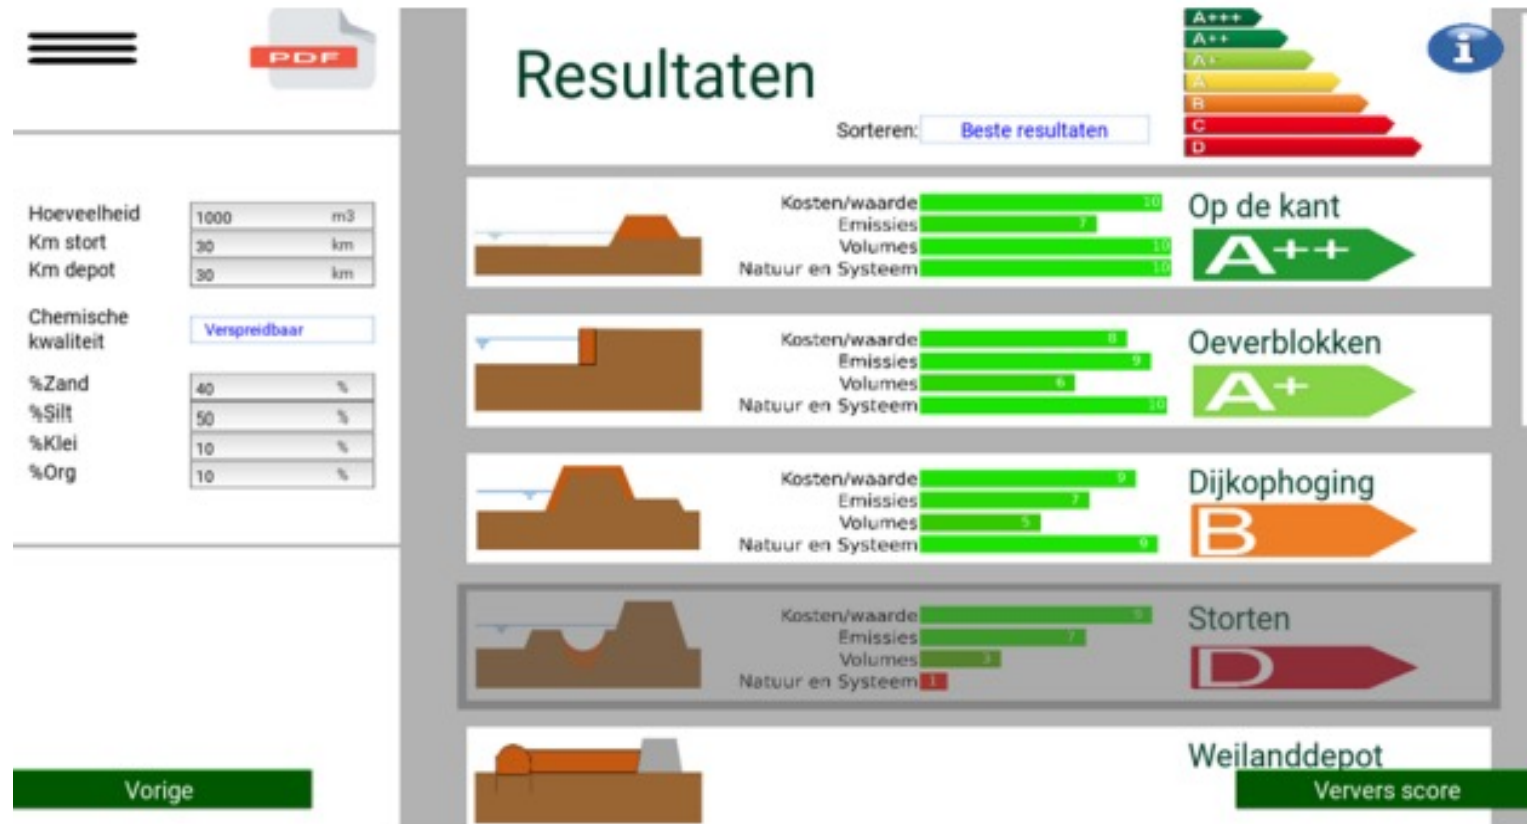 PDF
Resultaten
Sorteren: Beste resultaten
A+++
A++
A+
A
B
C
D
i
Hoeveelheid 1000 m3
Km stort 30 km
Km depot 30 km
Chemische
kwaliteit
Verspreidbaar
%Zand 40 %
%Silt 50 %
%Klei 10 %
%Org 10 %
Vorige
Kosten/waarde 10
Emissies 7
Volumes 10
Natuur en Systeem 10
Op de kant
A++
Kosten/waarde 8
Emissies 9
Volumes 6
Natuur en Systeem 10
Oeverblokken
A+
Kosten/waarde 9
Emissies 7
Volumes 5
Natuur en Systeem 9
Dijkophoging
B
Kosten/waarde
Emissies 7
Volumes 3
Natuur en Systeem 1
Storten
D
Weilanddepot
Ververs score